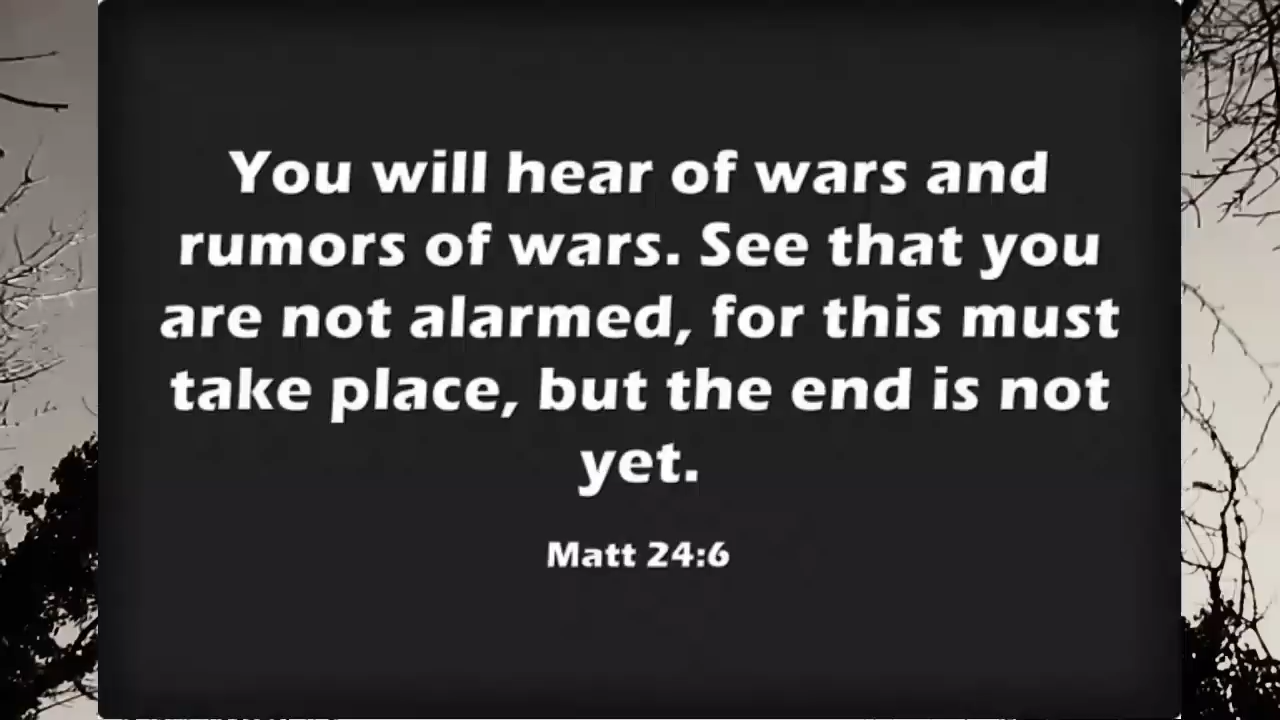 You will hear of wars and
rumors of wars. See that you
are not alarmed, for this must
take place, but the end is not
yet.
Matt 24:6